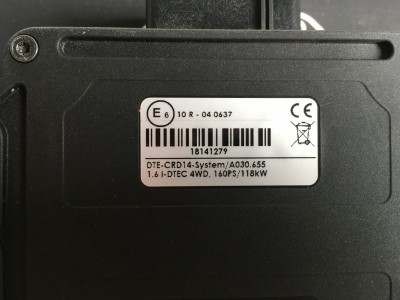 E 6 10 R - 04 0637 CE
18141279
DTE-CRD14-System/A030.655
1.6 i-DTEC 4WD, 160PS/118kW